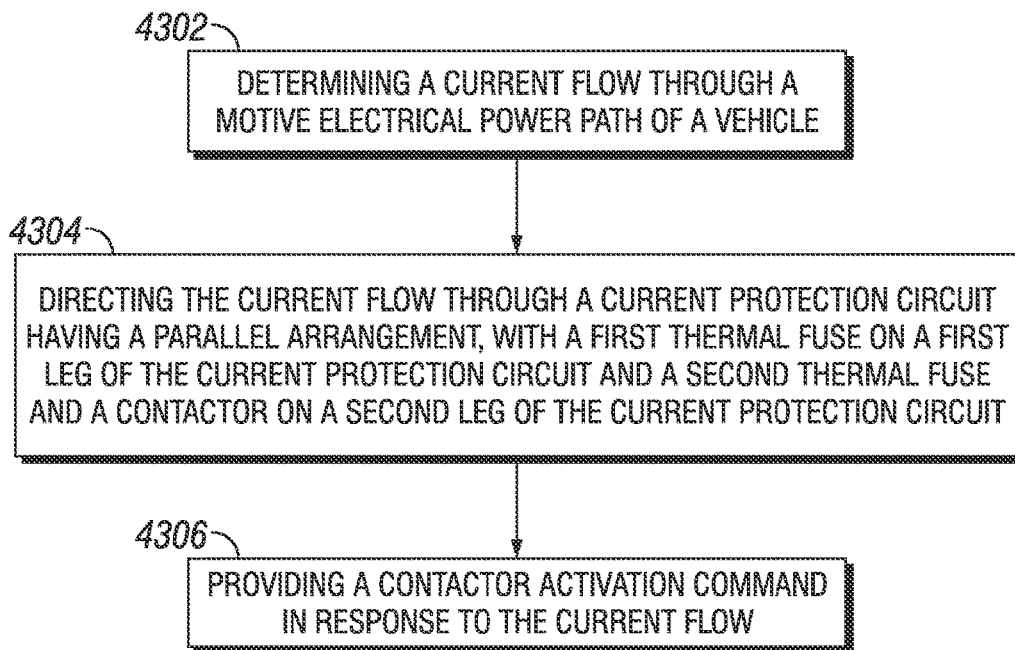 4302
DETERMINING A CURRENT FLOW THROUGH A
MOTIVE ELECTRICAL POWER PATH OF A VEHICLE
4304
DIRECTING THE CURRENT FLOW THROUGH A CURRENT PROTECTION CIRCUIT
HAVING A PARALLEL ARRANGEMENT, WITH A FIRST THERMAL FUSE ON A FIRST
LEG OF THE CURRENT PROTECTION CIRCUIT AND A SECOND THERMAL FUSE
AND A CONTACTOR ON A SECOND LEG OF THE CURRENT PROTECTION CIRCUIT
4306
PROVIDING A CONTACTOR ACTIVATION COMMAND
IN RESPONSE TO THE CURRENT FLOW